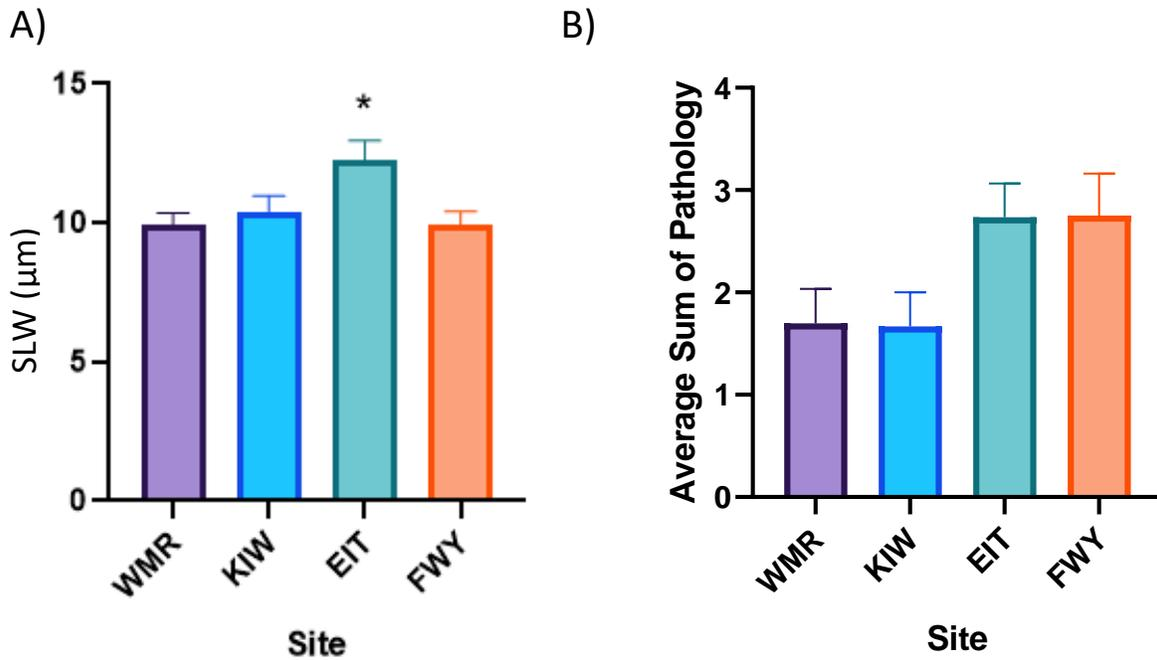 A)
SLW (µm)
15
10
5
0
*
WMR
KIW
EIT
FWY
Site
B)
Average Sum of Pathology
4
3
2
1
0
WMR
KIW
EIT
FWY
Site